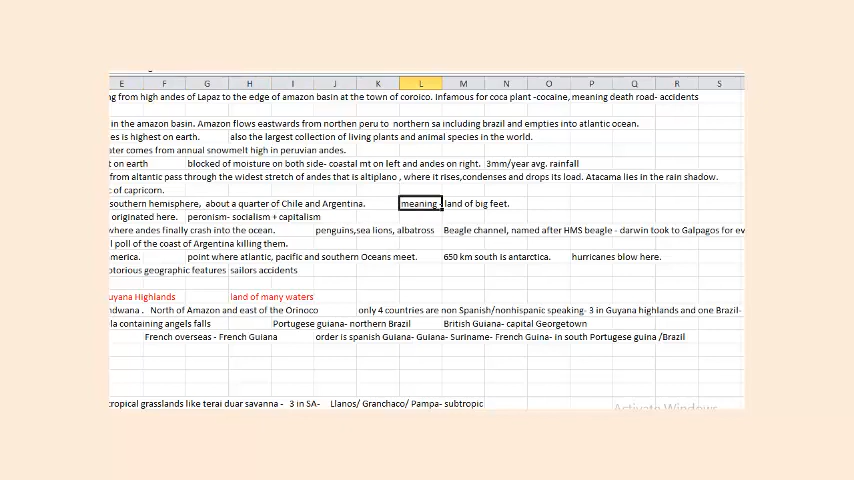 E F G H I J K L M N O P Q R S
ng from high andes of Lapaz to the edge of amazon basin at the town of coroico. Infamous for coca plant -cocaine, meaning death road- accidents
in the amazon basin. Amazon flows eastwards from northen peru to northern sa including brazil and empties into atlantic ocean.
es is highest on earth. also the largest collection of living plants and animal species in the world.
ater comes from annual snowmelt high in peruvian andes.
t on earth blocked of moisture on both side- coastal mt on left and andes on right. 3mm/year avg. rainfall
from altantic pass through the widest stretch of andes that is altiplano , where it rises,condenses and drops its load. Atacama lies in the rain shadow.
c of capricorn.
southern hemisphere, about a quarter of Chile and Argentina. meaning - land of big feet.
originated here. peronism- socialism + capitalism
where andes finally crash into the ocean. penguins,sea lions, albatross Beagle channel, named after HMS beagle - darwin took to Galpagos for ev
l poll of the coast of Argentina killing them.
merica. point where atlantic, pacific and southern Oceans meet. 650 km south is antarctica. hurricanes blow here.
otorious geographic features sailors accidents
uyana Highlands land of many waters
ndwana . North of Amazon and east of the Orinoco only 4 countries are non Spanish/nonhispanic speaking- 3 in Guyana highlands and one Brazil-
la containing angels falls Portugese guiana- northern Brazil British Guiana- capital Georgetown
French overseas - French Guiana order is spanish Guiana- Guiana- Suriname- French Guina- in south Portugese guina /Brazil
tropical grasslands like terai duar savanna - 3 in SA- Llanos/ Granchaco/ Pampa- subtropic
Activate Windows